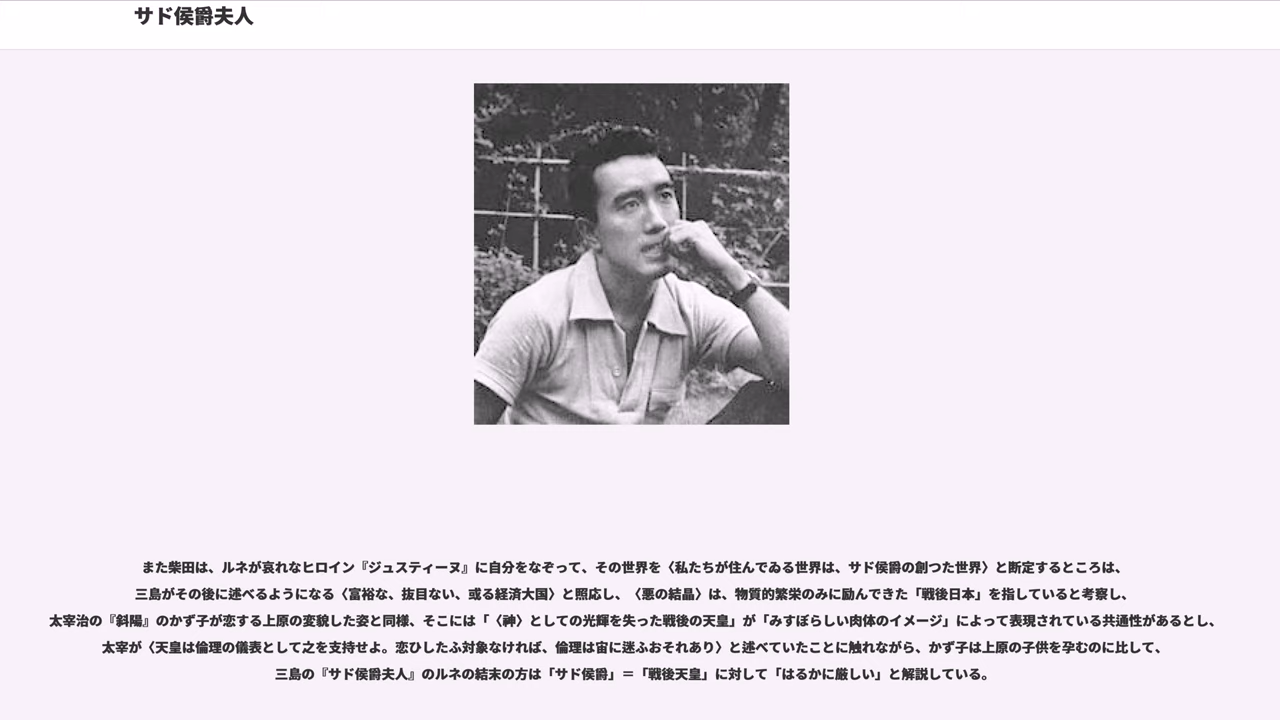 サド侯爵夫人
また柴田は、ルネが哀れなヒロイン『ジュスティーヌ』に自分をなぞって、その世界を〈私たちが住んでゐる世界は、サド侯爵の創つた世界〉と断定するところは、
三島がその後に述べるようになる〈富裕な、抜目ない、或る経済大国〉と照応し、〈悪の結晶〉は、物質的繁栄のみに励んできた「戦後日本」を指していると考察し、
太宰治の『斜陽』のかず子が恋する上原の変貌した姿と同様、そこには「〈神〉としての光輝を失った戦後の天皇」が「みすぼらしい肉体のイメージ」によって表現されている共通性があるとし、
太宰が〈天皇は倫理の儀表として之を支持せよ。恋ひしたふ対象なければ、倫理は宙に迷ふおそれあり〉と述べていたことに触れながら、かず子は上原の子供を孕むのに比して、
三島の『サド侯爵夫人』のルネの結末の方は「サド侯爵」＝「戦後天皇」に対して「はるかに厳しい」と解説している。